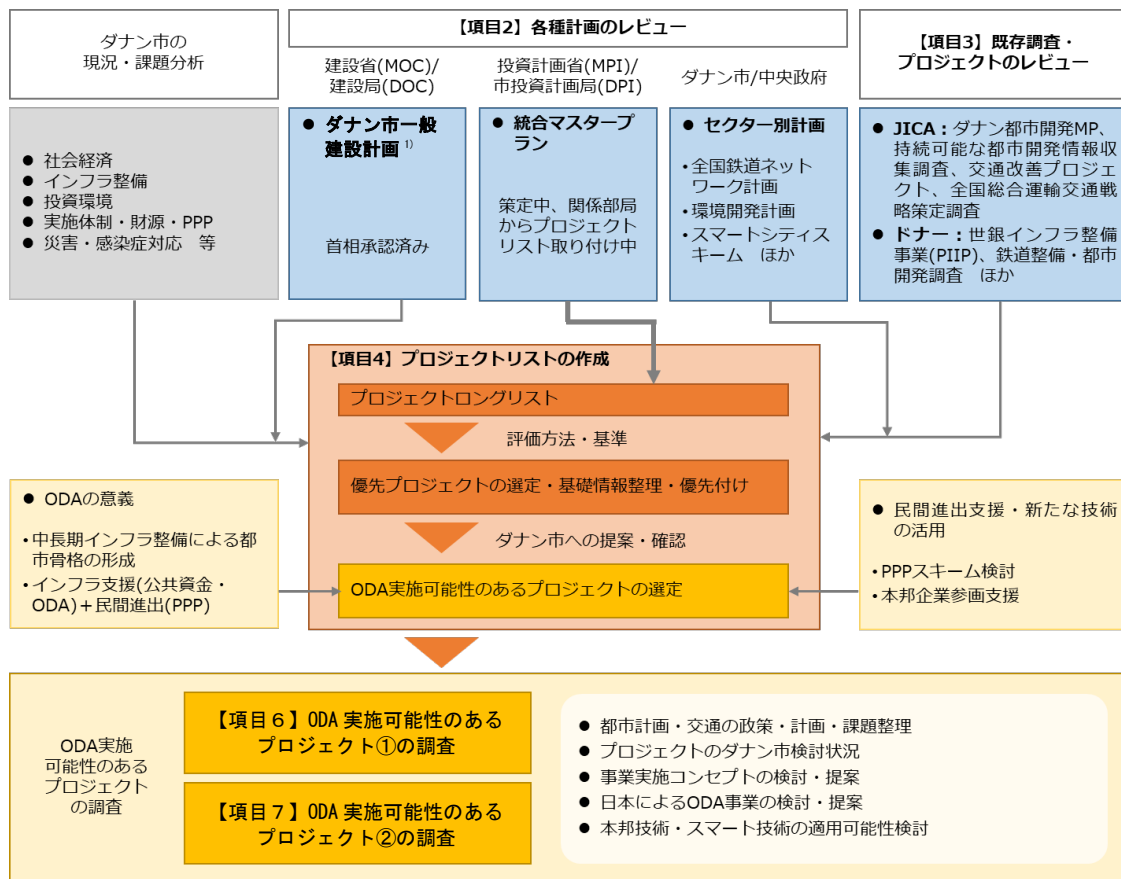 ダナン市の
現況・課題分析
【項目2】各種計画のレビュー
【項目3】既存調査・
プロジェクトのレビュー
建設省(MOC)/
建設局(DOC)
投資計画省(MPI)/
市投資計画局(DPI)
ダナン市/中央政府
● 社会経済
● インフラ整備
● 投資環境
● 実施体制・財源・PPP
● 災害・感染症対応　等
● ダナン市一般
建設計画 1)
首相承認済み
● 統合マスタープ
ラン
策定中、関係部局
からプロジェクト
リスト取り付け中
● セクター別計画
・全国鉄道ネット
ワーク計画
・環境開発計画
・スマートシティス
キーム　ほか
● JICA：ダナン都市開発MP、
持続可能な都市開発情報収
集調査、交通改善プロジェ
クト、全国総合運輸交通戦
略策定調査
● ドナー：世銀インフラ整備
事業(PIIP)、鉄道整備・都市
開発調査　ほか
【項目4】プロジェクトリストの作成
プロジェクトロングリスト
評価方法・基準
優先プロジェクトの選定・基礎情報整理・優先付け
ダナン市への提案・確認
ODA実施可能性のあるプロジェクトの選定
● ODAの意義
・中長期インフラ整備による都
市骨格の形成
・インフラ支援(公共資金・
ODA)＋民間進出(PPP)
● 民間進出支援・新たな技術
の活用
・PPPスキーム検討
・本邦企業参画支援
ODA実施
可能性のある
プロジェクト
の調査
【項目６】ODA 実施可能性のある
プロジェクト①の調査
【項目７】ODA 実施可能性のある
プロジェクト②の調査
● 都市計画・交通の政策・計画・課題整理
● プロジェクトのダナン市検討状況
● 事業実施コンセプトの検討・提案
● 日本によるODA事業の検討・提案
● 本邦技術・スマート技術の適用可能性検討